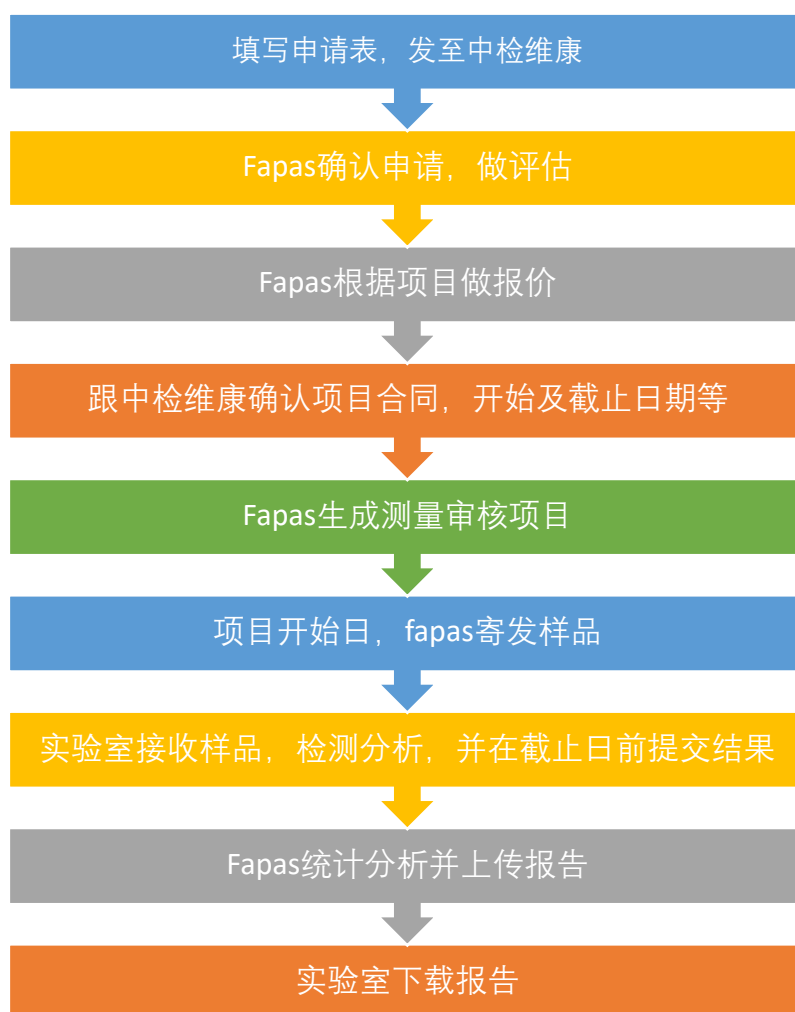 填写申请表，发至中检维康
Fapas确认申请，做评估
Fapas根据项目做报价
跟中检维康确认项目合同，开始及截止日期等
Fapas生成测量审核项目
项目开始日，fapas寄发样品
实验室接收样品，检测分析，并在截止日前提交结果
Fapas统计分析并上传报告
实验室下载报告